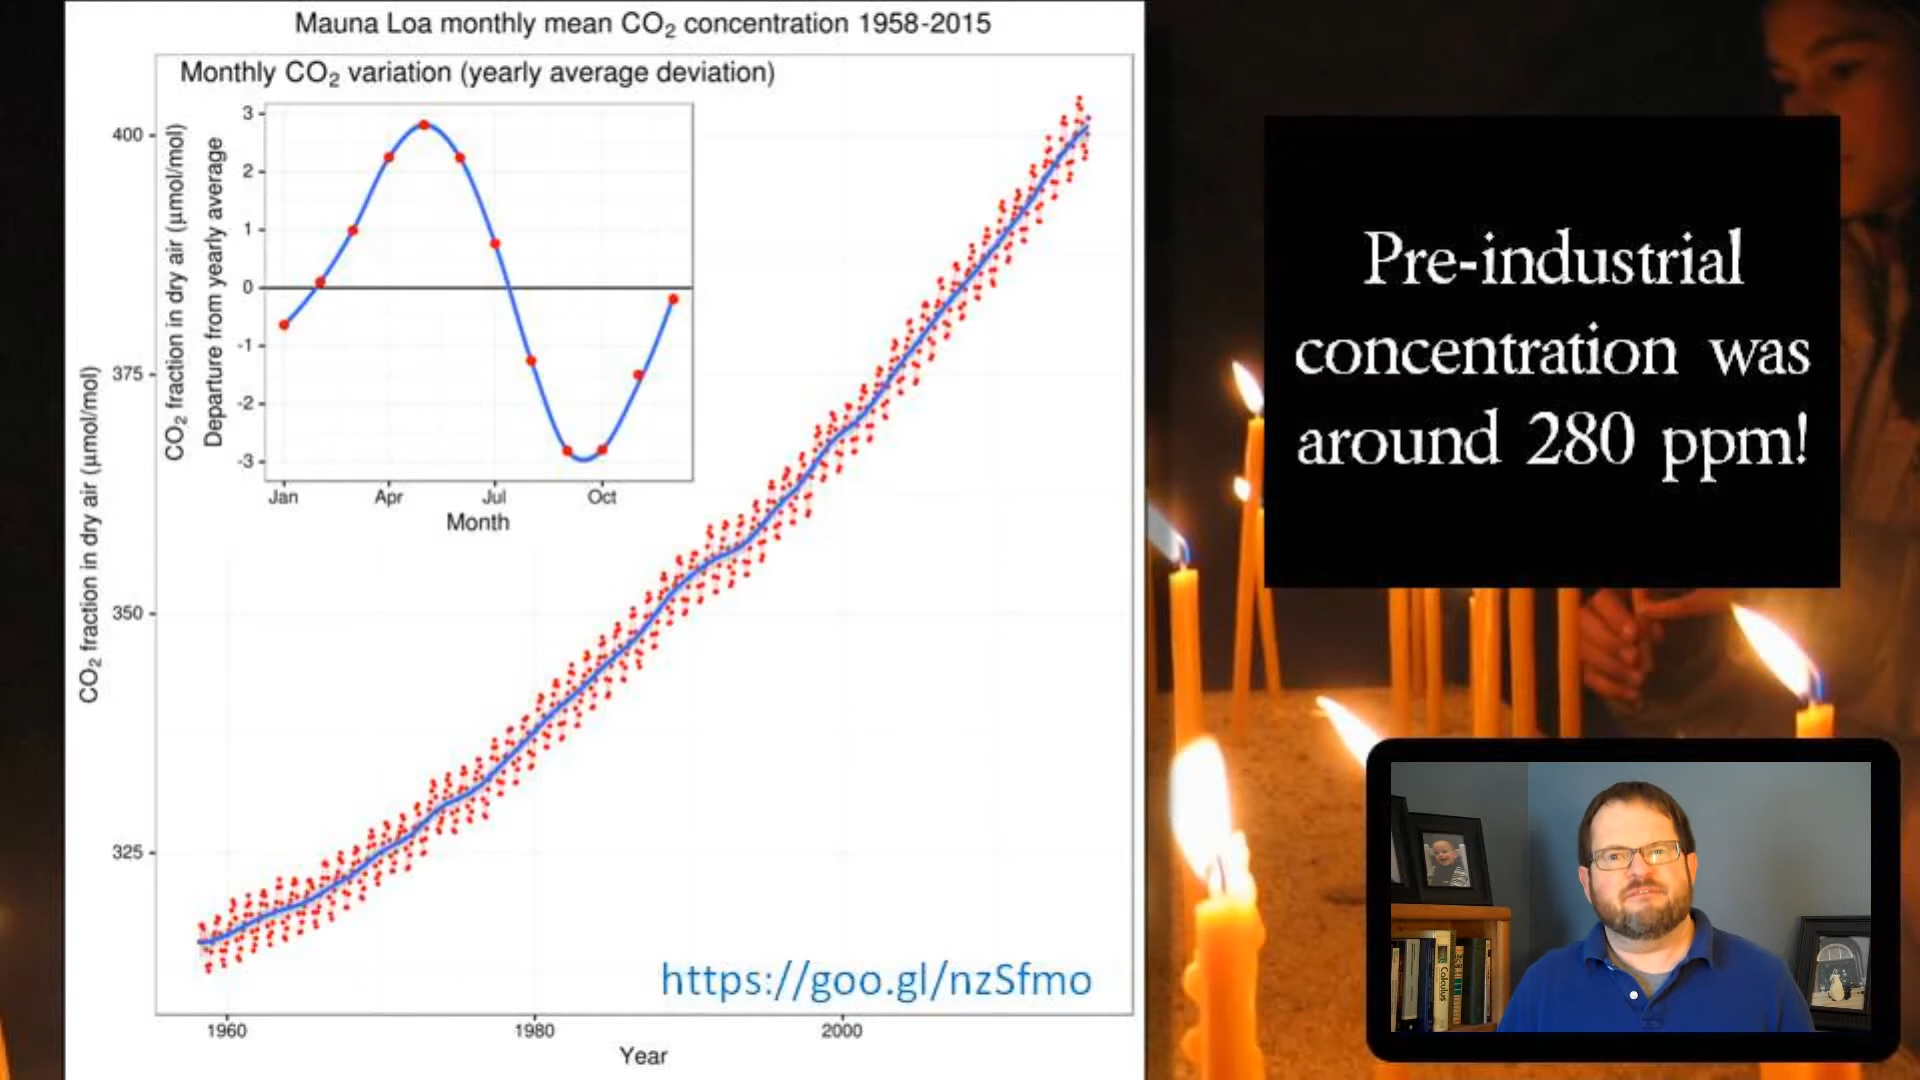 Mauna Loa monthly mean CO₂ concentration 1958-2015
Monthly CO₂ variation (yearly average deviation)
CO₂ fraction in dry air (μmol/mol)
Departure from yearly average
3
2
1
0
-1
-2
-3
Jan
Apr
Jul
Oct
Month
CO₂ fraction in dry air (μmol/mol)
400
375
350
325
1960
1980
2000
Year
https://goo.gl/nzSfmo
Pre-industrial
concentration was
around 280 ppm!
Calculus